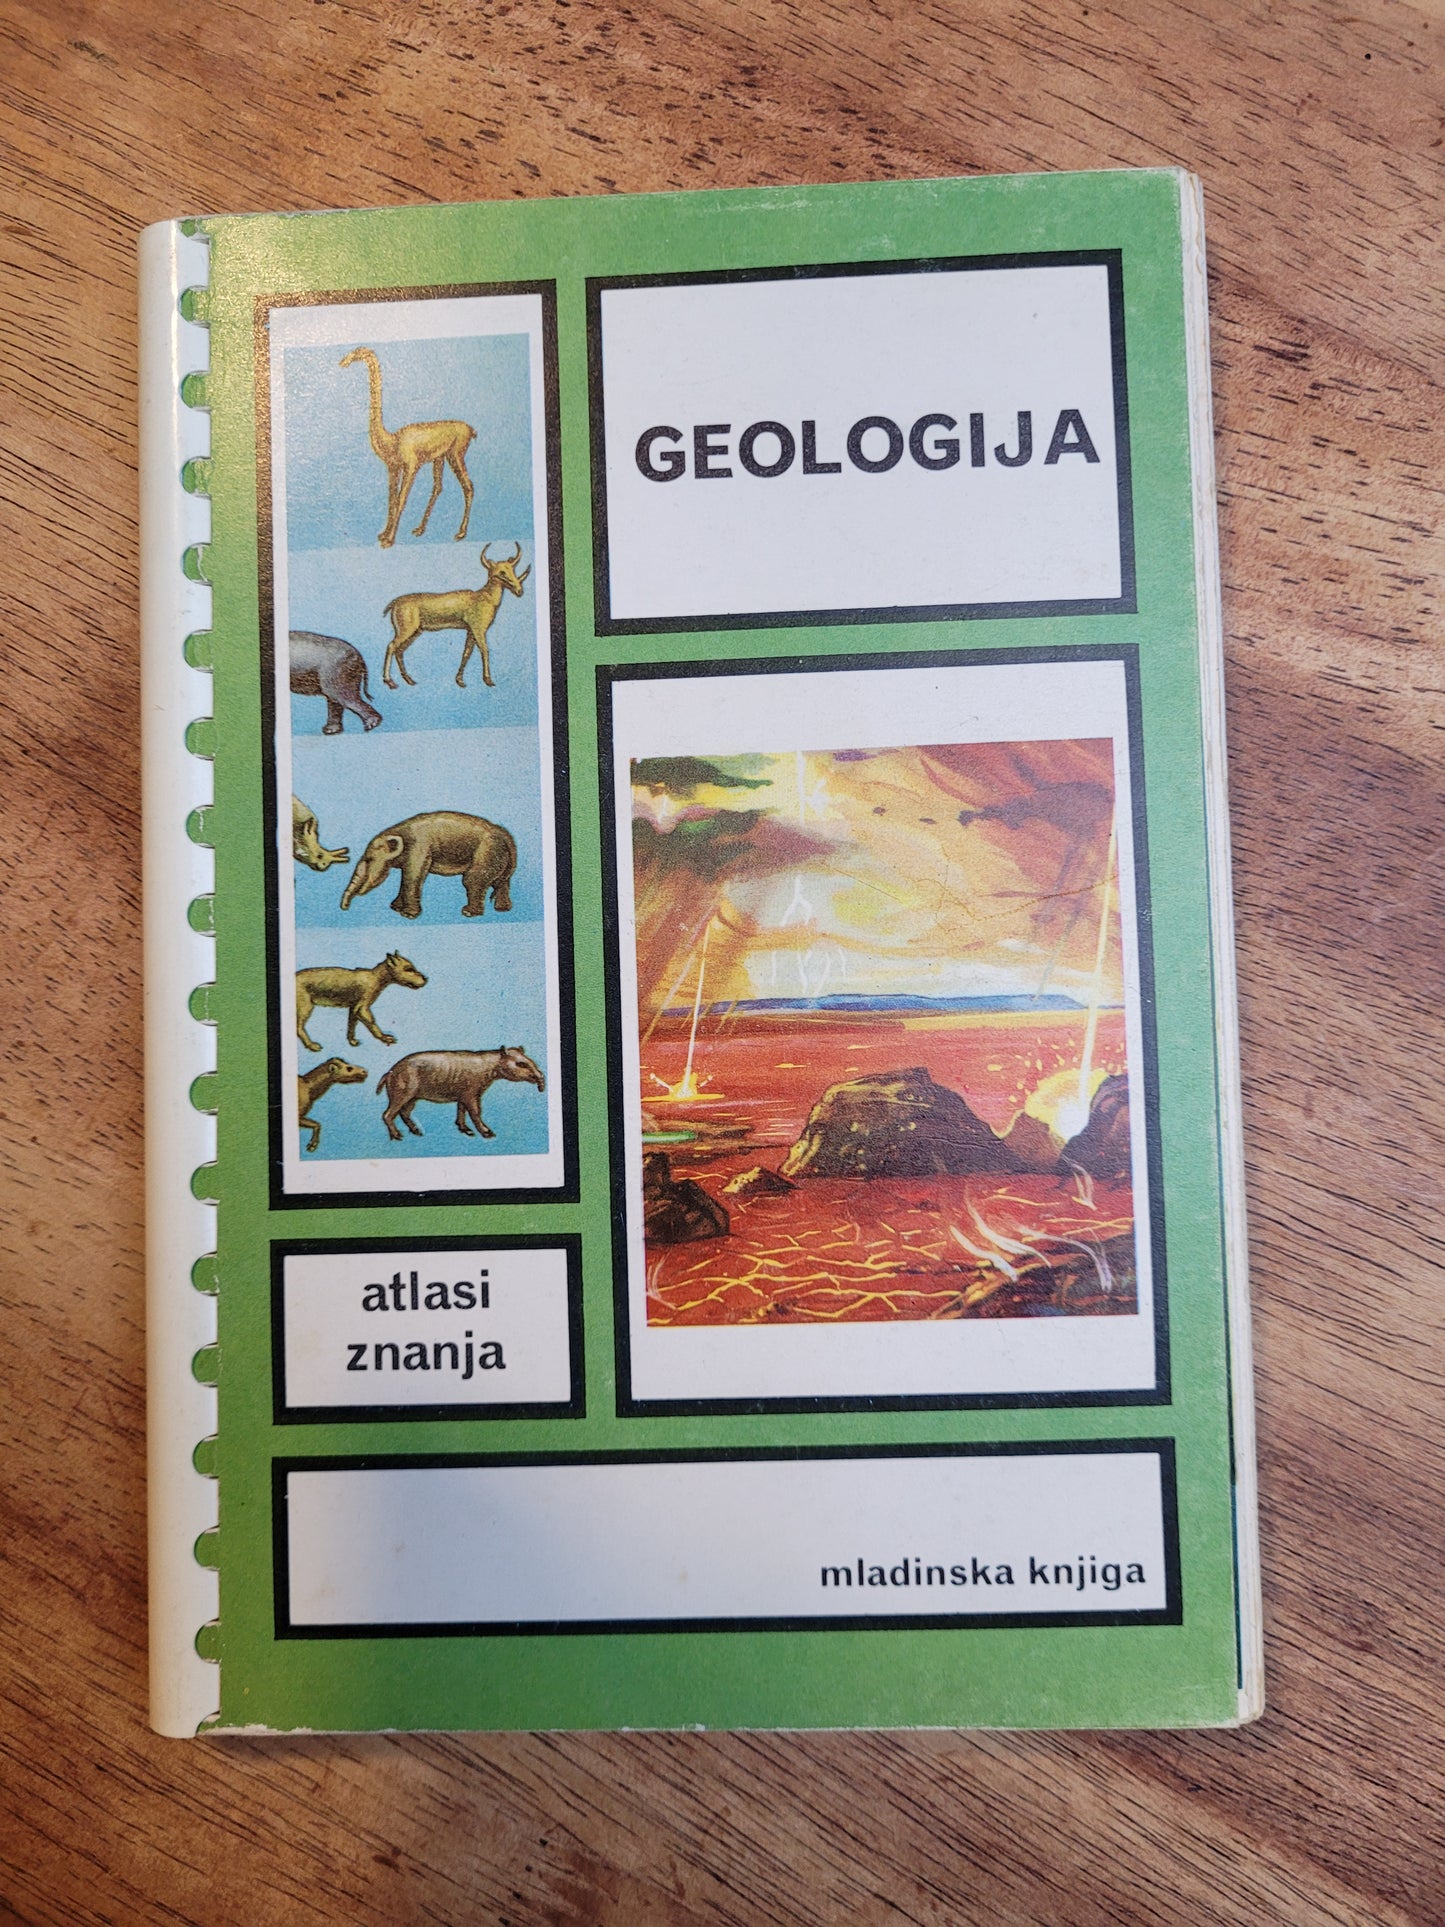 GEOLOGIJA
atlasi
znanja
mladinska knjiga